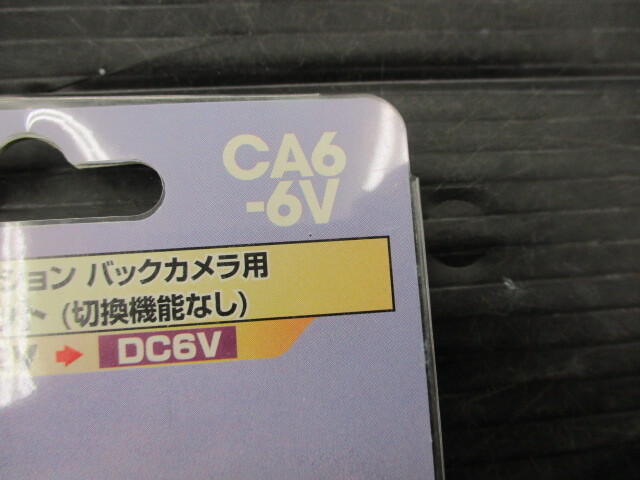 CA6
-6V
ション バックカメラ用
ト (切換機能なし)
V ➡ DC6V